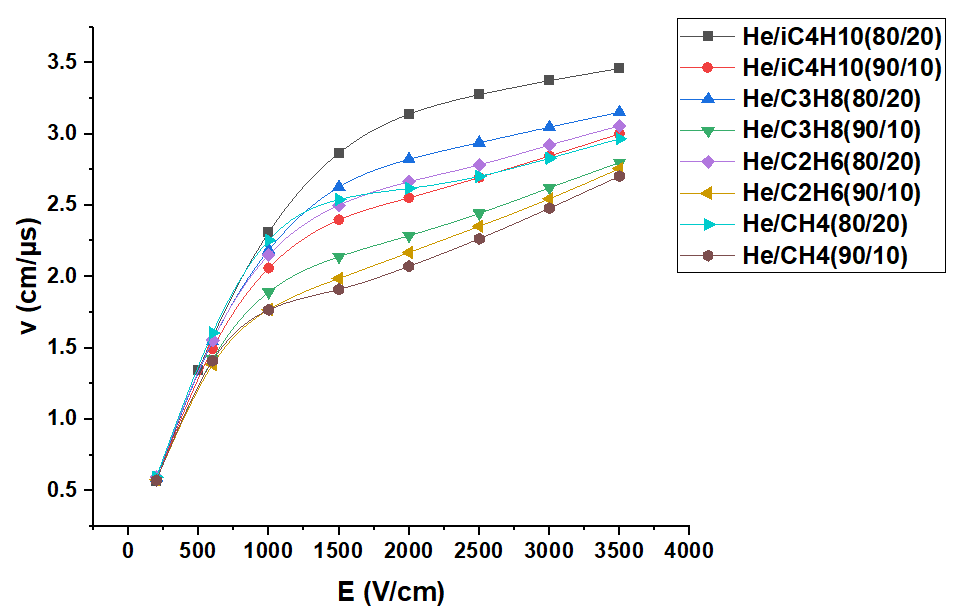 He/iC4H10(80/20)
He/iC4H10(90/10)
He/C3H8(80/20)
He/C3H8(90/10)
He/C2H6(80/20)
He/C2H6(90/10)
He/CH4(80/20)
He/CH4(90/10)
v (cm/μs)
3.5
3.0
2.5
2.0
1.5
1.0
0.5
0 500 1000 1500 2000 2500 3000 3500 4000
E (V/cm)